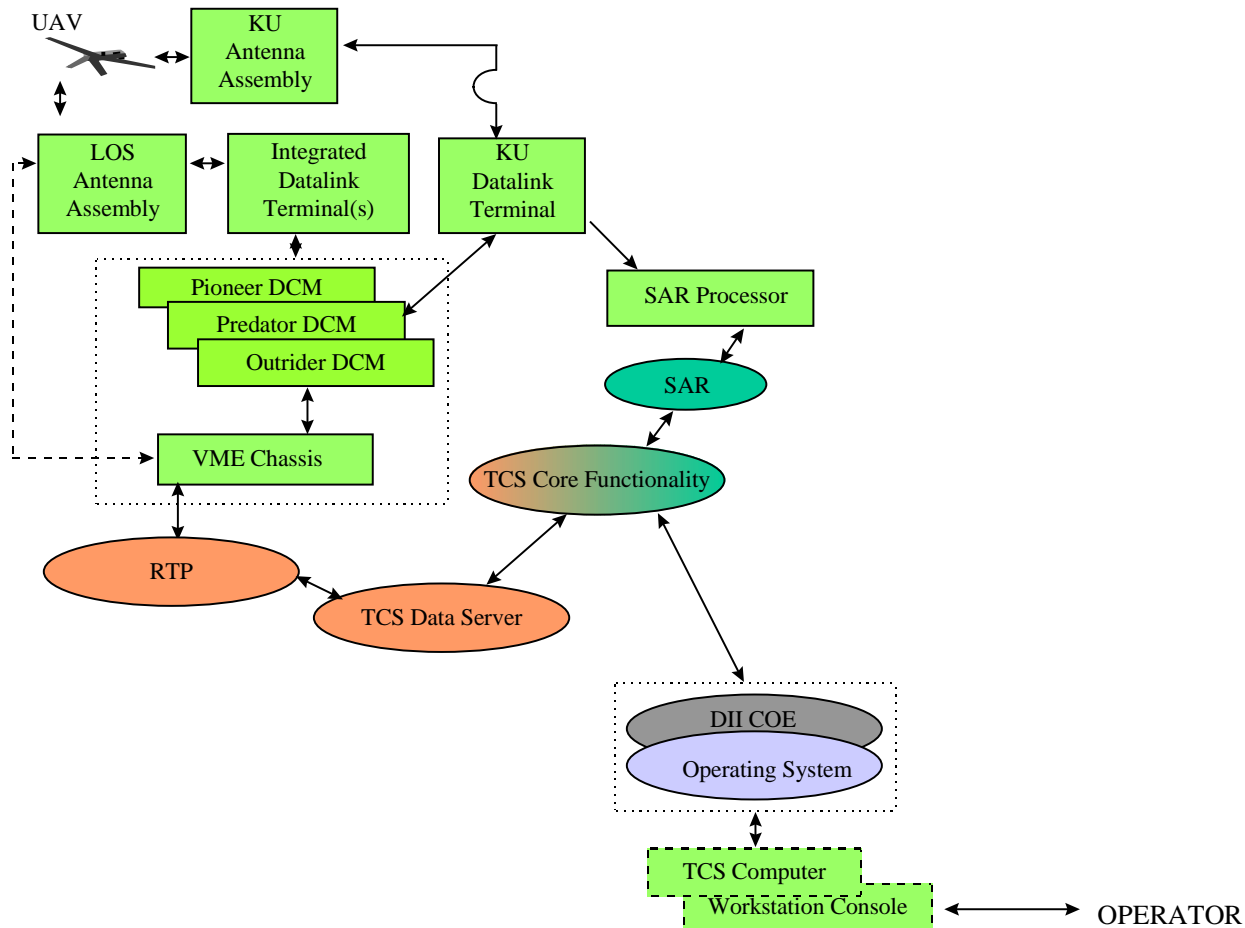 UAV
KU
Antenna
Assembly
LOS
Antenna
Assembly
Integrated
Datalink
Terminal(s)
KU
Datalink
Terminal
Pioneer DCM
Predator DCM
Outrider DCM
VME Chassis
SAR Processor
SAR
TCS Core Functionality
RTP
TCS Data Server
DII COE
Operating System
TCS Computer
Workstation Console
OPERATOR